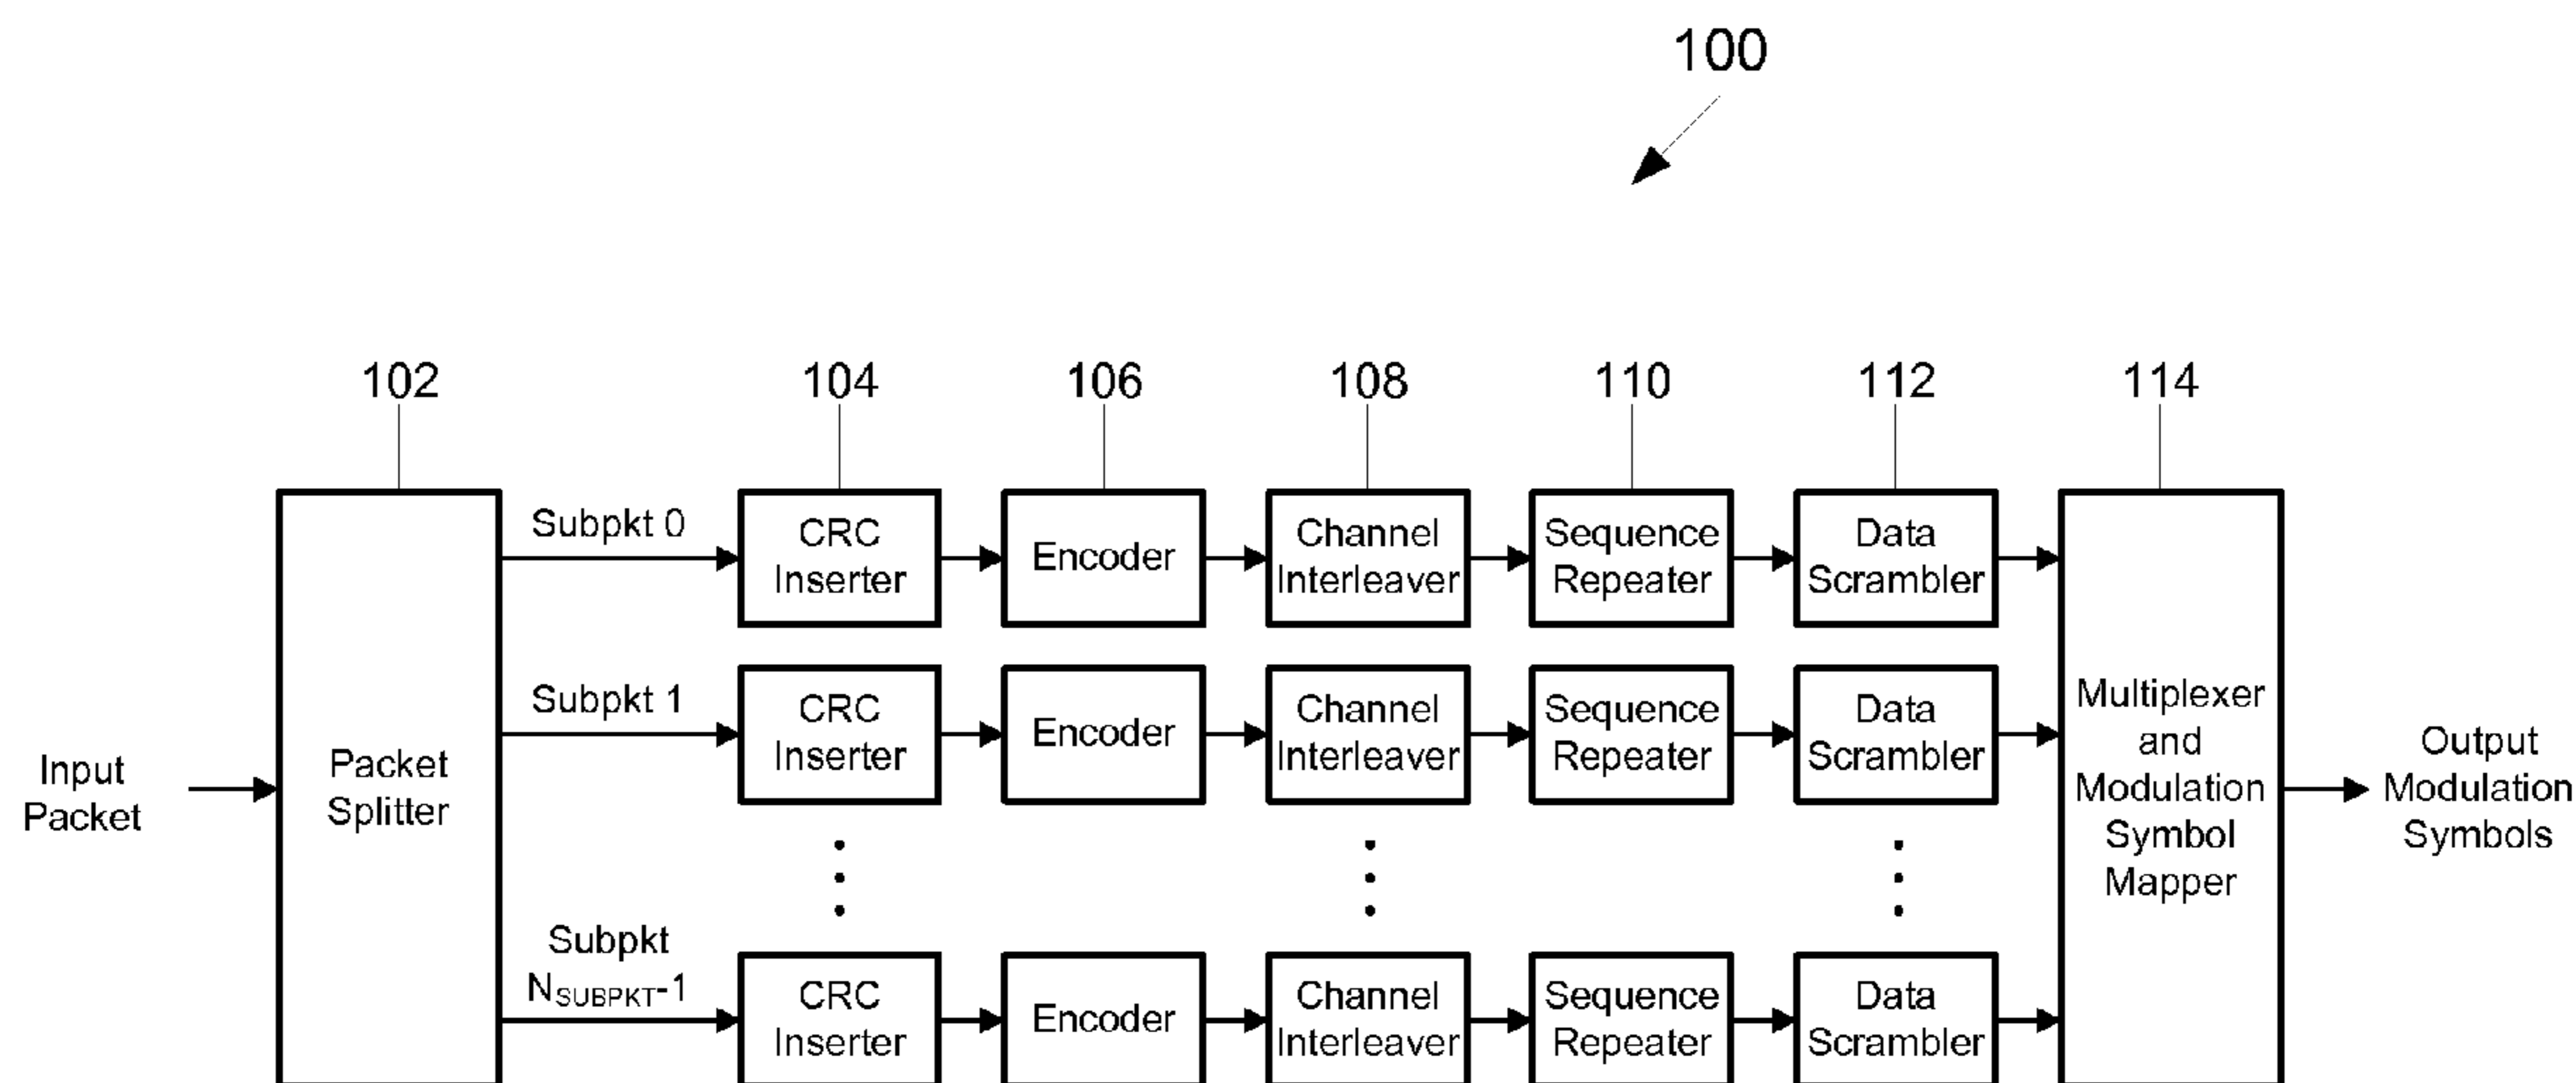 100
102
104
106
108
110
112
114
Subpkt 0
CRC
Inserter
Encoder
Channel
Interleaver
Sequence
Repeater
Data
Scrambler
Subpkt 1
CRC
Inserter
Encoder
Channel
Interleaver
Sequence
Repeater
Data
Scrambler
Input
Packet
Packet
Splitter
Multiplexer
and
Modulation
Symbol
Mapper
Output
Modulation
Symbols
Subpkt
NSUBPKT-1
CRC
Inserter
Encoder
Channel
Interleaver
Sequence
Repeater
Data
Scrambler